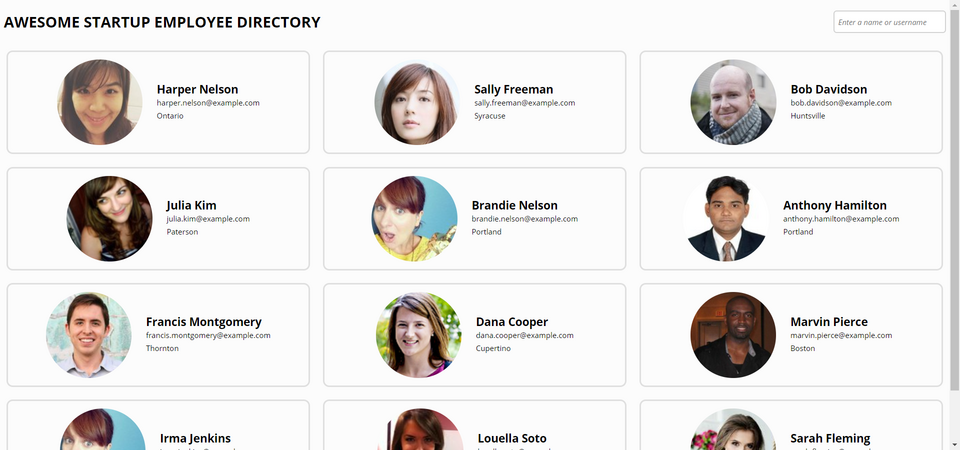 AWESOME STARTUP EMPLOYEE DIRECTORY
Enter a name or username
Harper Nelson
harper.nelson@example.com
Ontario
Sally Freeman
sally.freeman@example.com
Syracuse
Bob Davidson
bob.davidson@example.com
Huntsville
Julia Kim
julia.kim@example.com
Paterson
Brandie Nelson
brandie.nelson@example.com
Portland
Anthony Hamilton
anthony.hamilton@example.com
Portland
Francis Montgomery
francis.montgomery@example.com
Thornton
Dana Cooper
dana.cooper@example.com
Cupertino
Marvin Pierce
marvin.pierce@example.com
Boston
Irma Jenkins
Louella Soto
Sarah Fleming